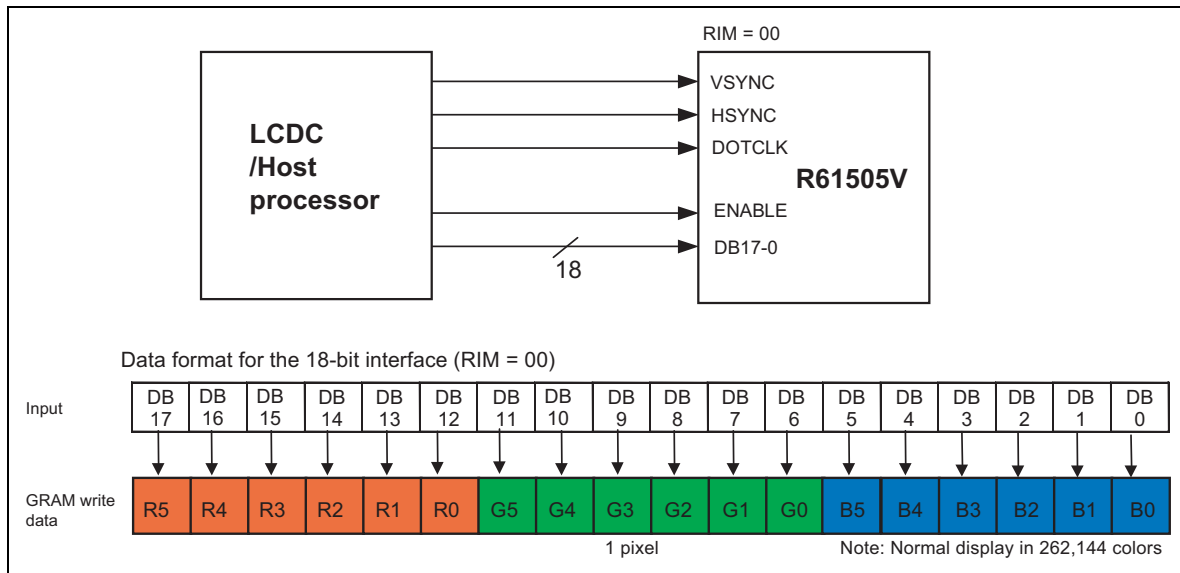 RIM = 00
LCDC
/Host
processor
VSYNC
HSYNC
DOTCLK
R61505V
ENABLE
DB17-0
18
Data format for the 18-bit interface (RIM = 00)
Input
DB 17 DB 16 DB 15 DB 14 DB 13 DB 12 DB 11 DB 10 DB 9 DB 8 DB 7 DB 6 DB 5 DB 4 DB 3 DB 2 DB 1 DB 0
GRAM write
data
R5 R4 R3 R2 R1 R0 G5 G4 G3 G2 G1 G0 B5 B4 B3 B2 B1 B0
1 pixel Note: Normal display in 262,144 colors